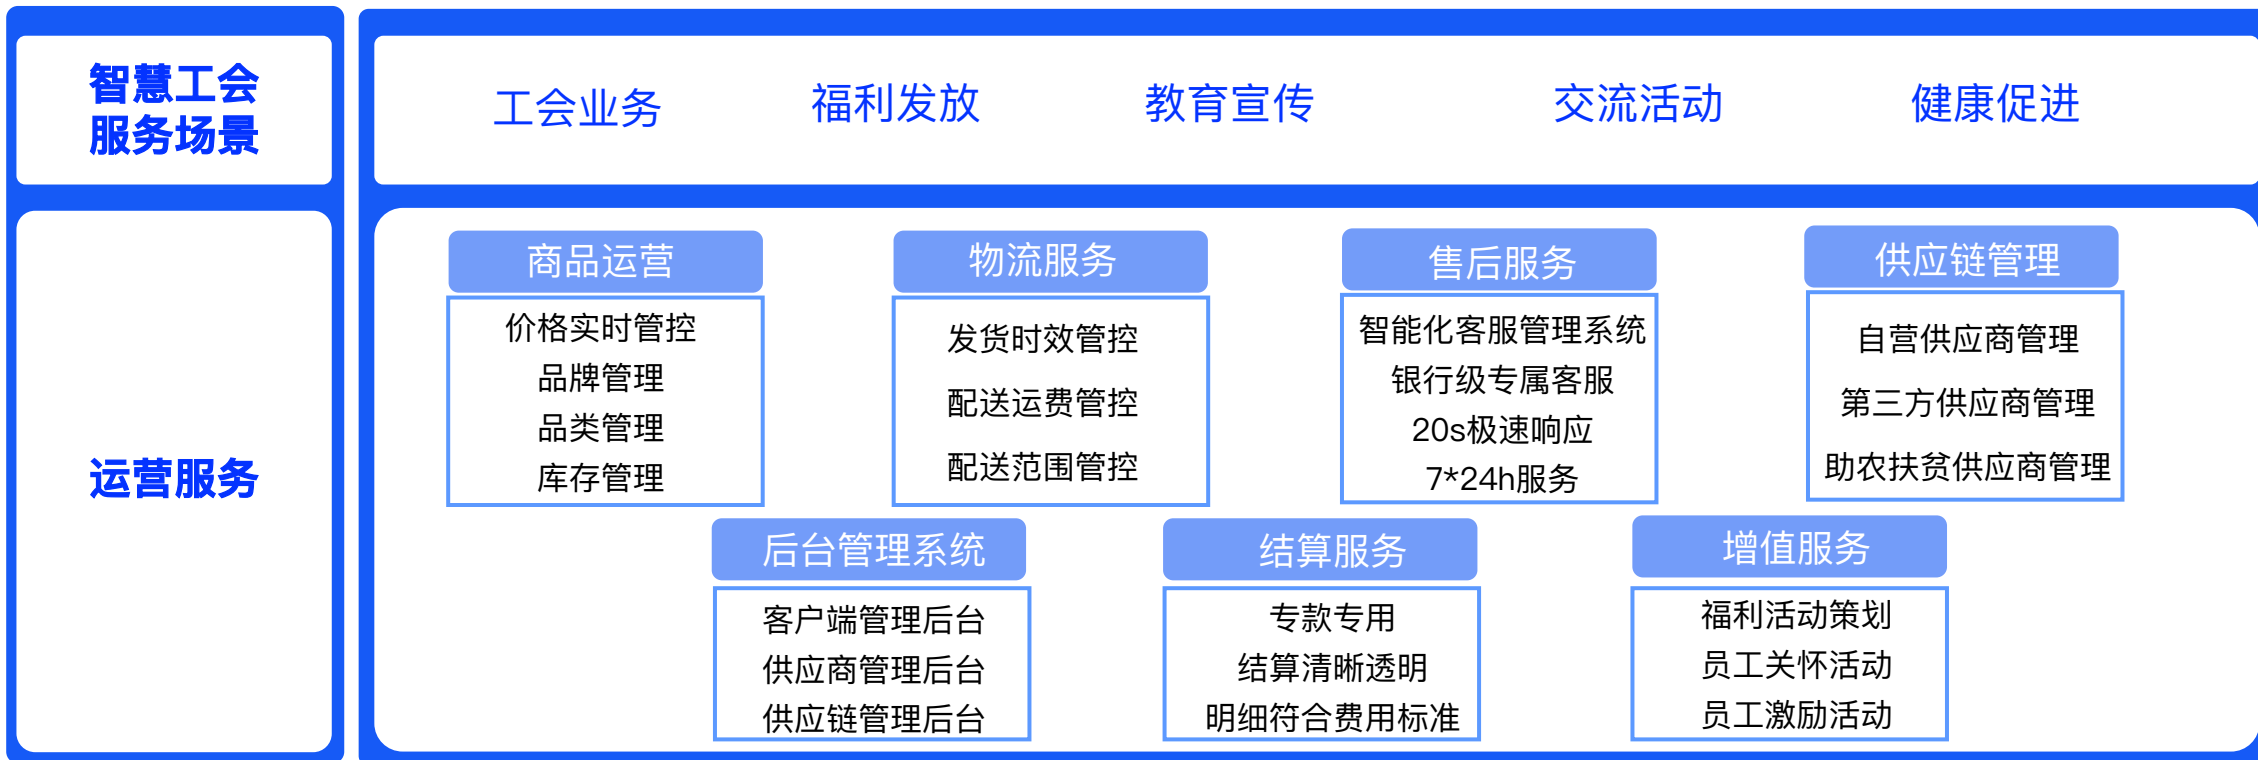 智慧工会
服务场景
工会业务
福利发放
教育宣传
交流活动
健康促进
运营服务
商品运营
价格实时管控
品牌管理
品类管理
库存管理
物流服务
发货时效管控
配送运费管控
配送范围管控
售后服务
智能化客服管理系统
银行级专属客服
20s极速响应
7*24h服务
供应链管理
自营供应商管理
第三方供应商管理
助农扶贫供应商管理
后台管理系统
客户端管理后台
供应商管理后台
供应链管理后台
结算服务
专款专用
结算清晰透明
明细符合费用标准
增值服务
福利活动策划
员工关怀活动
员工激励活动